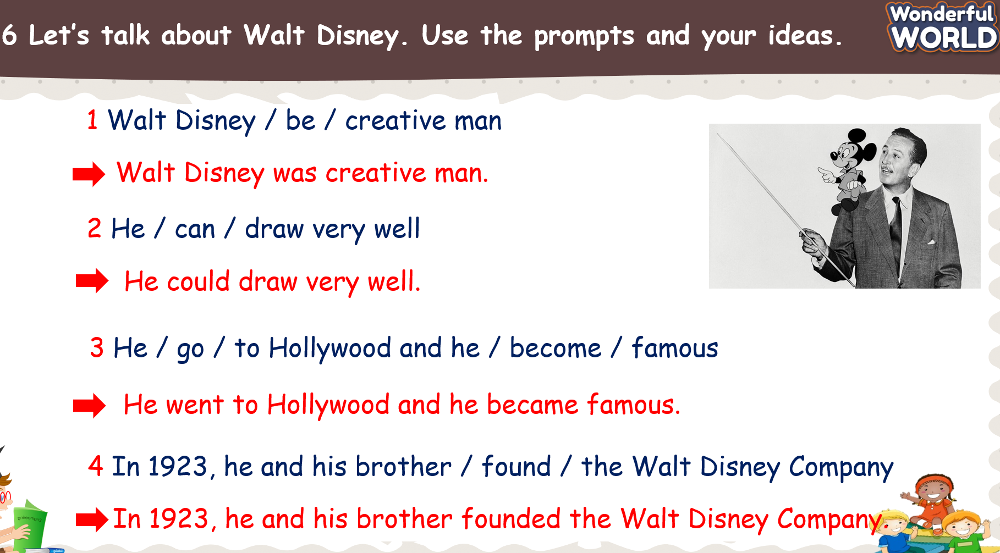 6 Let's talk about Walt Disney. Use the prompts and your ideas.
Wonderful
WORLD
1 Walt Disney / be / creative man
Walt Disney was creative man.
2 He / can / draw very well
He could draw very well.
3 He / go / to Hollywood and he / become / famous
He went to Hollywood and he became famous.
4 In 1923, he and his brother / found / the Walt Disney Company
In 1923, he and his brother founded the Walt Disney Company.
Engineering